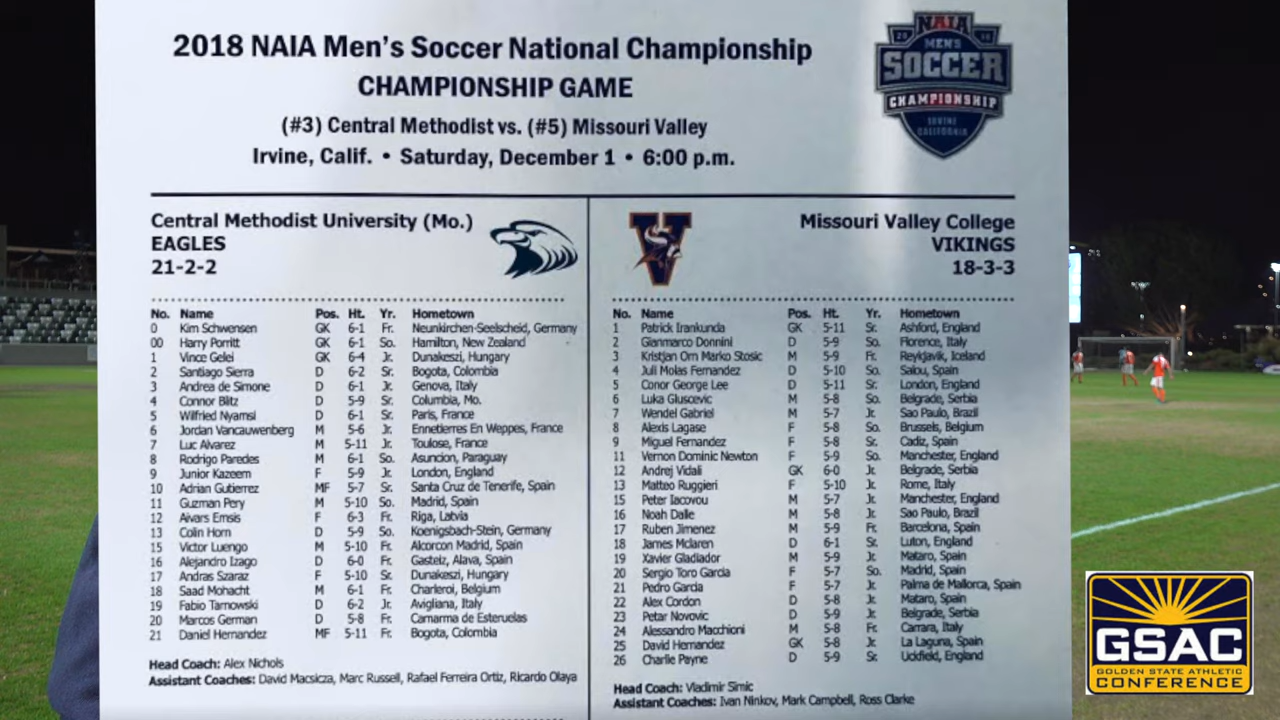 2018 NAIA Men's Soccer National Championship
CHAMPIONSHIP GAME
(#3) Central Methodist vs. (#5) Missouri Valley
Irvine, Calif. • Saturday, December 1 • 6:00 p.m.
NAIA
20 18
MEN'S
SOCCER
CHAMPIONSHIP
IRVINE
CALIFORNIA
Central Methodist University (Mo.)
EAGLES
21-2-2
No. Name Pos. Ht. Yr. Hometown
0 Kim Schwensen GK 6-1 Fr. Neunkirchen-Seelscheid, Germany
00 Harry Porritt GK 6-1 So. Hamilton, New Zealand
1 Vince Gelei GK 6-4 Jr. Dunakeszi, Hungary
2 Santiago Sierra D 6-2 Sr. Bogota, Colombia
3 Andrea de Simone D 6-1 Jr. Genova, Italy
4 Connor Blitz D 5-9 Sr. Columbia, Mo.
5 Wilfried Nyamsi D 6-1 Sr. Paris, France
6 Jordan Vancauwenberg M 5-6 Jr. Ennetierres En Weppes, France
7 Luc Alvarez M 5-11 Jr. Toulose, France
8 Rodrigo Paredes M 6-1 So. Asuncion, Paraguay
9 Junior Kazeem F 5-9 Jr. London, England
10 Adrian Gutierrez MF 5-7 Sr. Santa Cruz de Tenerife, Spain
11 Guzman Pery M 5-10 So. Madrid, Spain
12 Aivars Emsis F 6-3 Fr. Riga, Latvia
13 Colin Horn D 5-9 So. Koenigsbach-Stein, Germany
15 Victor Luengo M 5-10 Fr. Alcorcon Madrid, Spain
16 Alejandro Izago D 6-0 Fr. Gasteiz, Alava, Spain
17 Andras Szaraz F 5-10 Sr. Dunakeszi, Hungary
18 Saad Mohacht M 6-1 Fr. Charleroi, Belgium
19 Fabio Tarnowski D 6-2 Jr. Avigliana, Italy
20 Marcos German D 5-8 Fr. Camarma de Esteruelas
21 Daniel Hernandez MF 5-11 Fr. Bogota, Colombia
Head Coach: Alex Nichols
Assistant Coaches: David Macsicza, Marc Russell, Rafael Ferreira Ortiz, Ricardo Olaya
V
Missouri Valley College
VIKINGS
18-3-3
No. Name Pos. Ht. Yr. Hometown
1 Patrick Irankunda GK 5-11 Sr. Ashford, England
2 Gianmarco Donnini D 5-9 So. Florence, Italy
3 Kristjan Orn Marko Stosic M 5-9 Fr. Reykjavik, Iceland
4 Juli Molas Fernandez D 5-10 So. Salou, Spain
5 Conor George Lee D 5-11 Sr. London, England
6 Luka Gluscevic M 5-8 So. Belgrade, Serbia
7 Wendel Gabriel M 5-7 Jr. Sao Paulo, Brazil
8 Alexis Lagase F 5-8 So. Brussels, Belgium
9 Miguel Fernandez F 5-8 Sr. Cadiz, Spain
11 Vernon Dominic Newton F 5-9 So. Manchester, England
12 Andrej Vidali GK 6-0 Jr. Belgrade, Serbia
13 Matteo Ruggieri F 5-10 Jr. Rome, Italy
15 Peter Iacovou M 5-7 Jr. Manchester, England
16 Noah Dalle M 5-8 Jr. Sao Paulo, Brazil
17 Ruben Jimenez M 5-9 Fr. Barcelona, Spain
18 James Mclaren D 6-1 Sr. Luton, England
19 Xavier Gladiador M 5-9 Jr. Mataro, Spain
20 Sergio Toro Garcia F 5-7 So. Madrid, Spain
21 Pedro Garcia F 5-7 Jr. Palma de Mallorca, Spain
22 Alex Cordon D 5-8 Jr. Mataro, Spain
23 Petar Novovic D 5-9 Jr. Belgrade, Serbia
24 Alessandro Macchioni M 5-8 Fr. Carrara, Italy
25 David Hernandez GK 5-8 Jr. La Laguna, Spain
26 Charlie Payne D 5-9 Sr. Uckfield, England
Head Coach: Vladimir Simic
Assistant Coaches: Ivan Ninkov, Mark Campbell, Ross Clarke
GSAC
GOLDEN STATE ATHLETIC
CONFERENCE